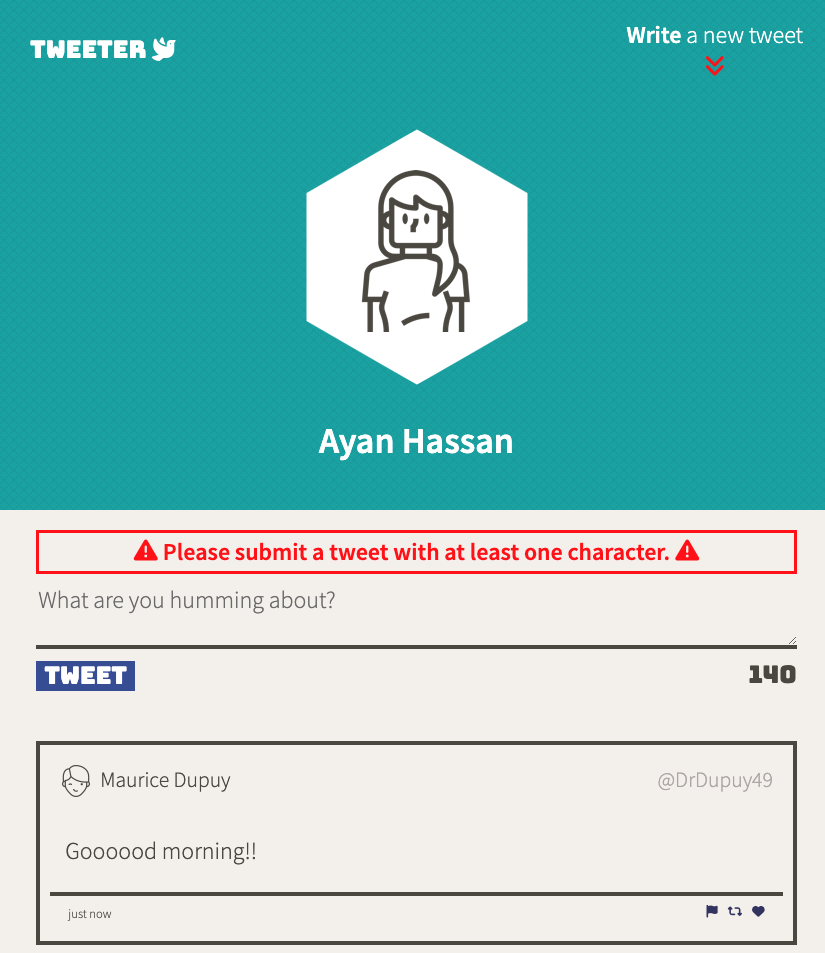 TWEETER
Write a new tweet
Ayan Hassan
Please submit a tweet with at least one character.
What are you humming about?
TWEET
140
Maurice Dupuy
@DrDupuy49
Goooood morning!!
just now